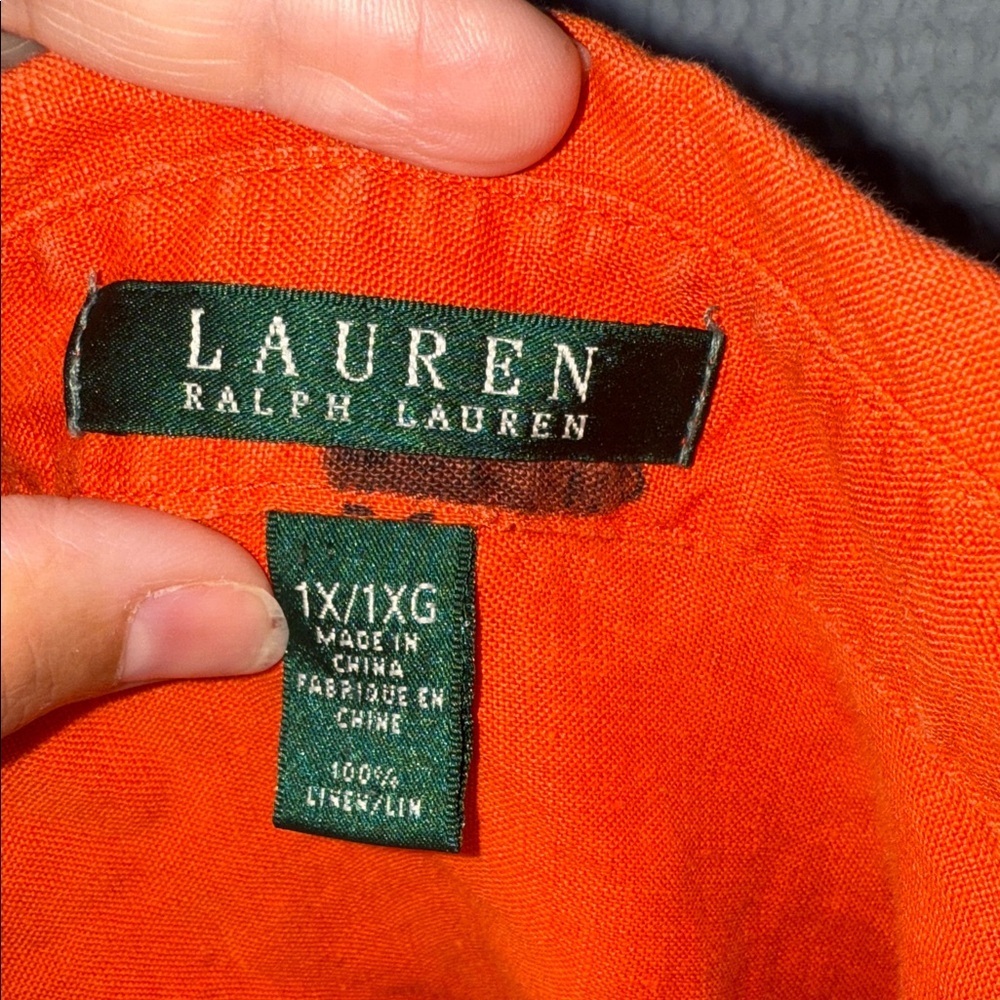 LAUREN
RALPH LAUREN
1X/1XG
MADE IN
CHINA
FABRIQUE EN
CHINE
100%
LINEN/LIN